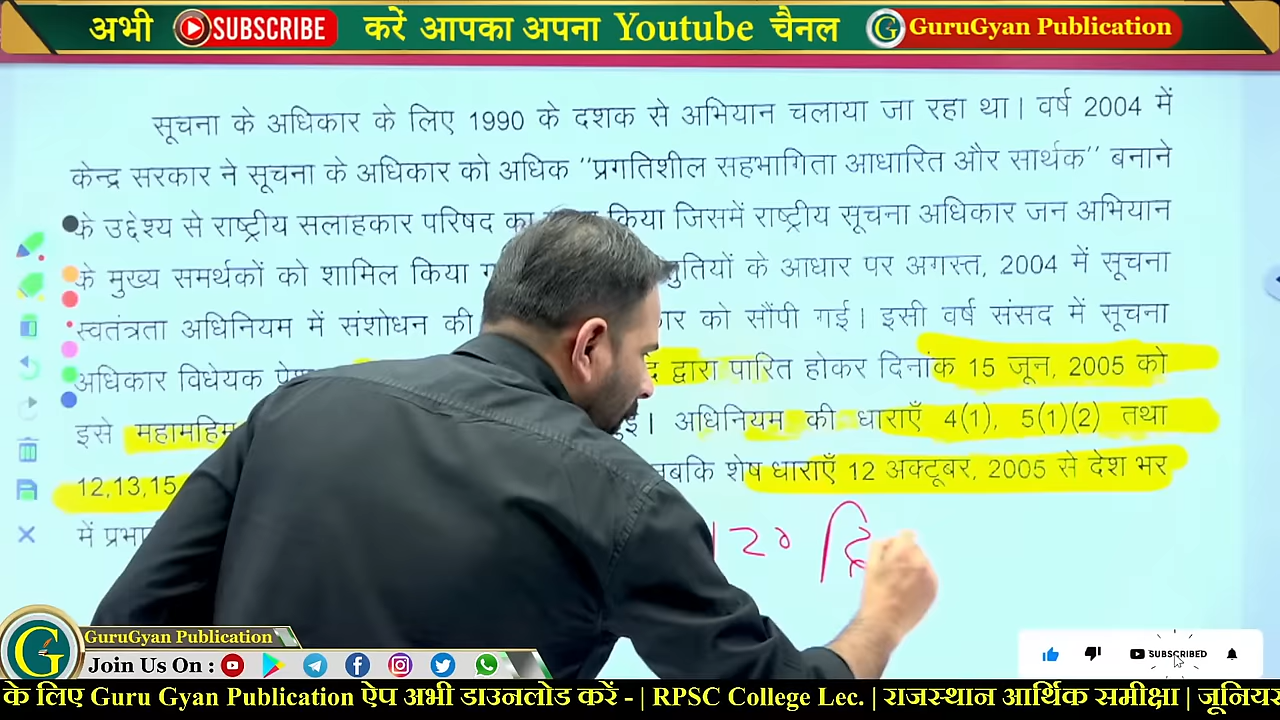 अभी SUBSCRIBE करें आपका अपना Youtube चैनल G GuruGyan Publication
सूचना के अधिकार के लिए 1990 के दशक से अभियान चलाया जा रहा था। वर्ष 2004 में
केन्द्र सरकार ने सूचना के अधिकार को अधिक ''प्रगतिशील सहभागिता आधारित और सार्थक'' बनाने
के उद्देश्य से राष्ट्रीय सलाहकार परिषद का किया जिसमें राष्ट्रीय सूचना अधिकार जन अभियान
के मुख्य समर्थकों को शामिल किया के आधार पर अगस्त, 2004 में सूचना
स्वतंत्रता अधिनियम में संशोधन की को सौंपी गई। इसी वर्ष संसद में सूचना
अधिकार विधेयक द्वारा पारित होकर दिनांक 15 जून, 2005 को
इसे महामहिम अधिनियम की धाराएँ 4(1), 5(1)(2) तथा
12,13,15 शेष धाराएँ 12 अक्टूबर, 2005 से देश भर
में
120
G GuruGyan Publication
Join Us On :
SUBSCRIBED
के लिए Guru Gyan Publication ऐप अभी डाउनलोड करें - | RPSC College Lec. | राजस्थान आर्थिक समीक्षा | जूनियर